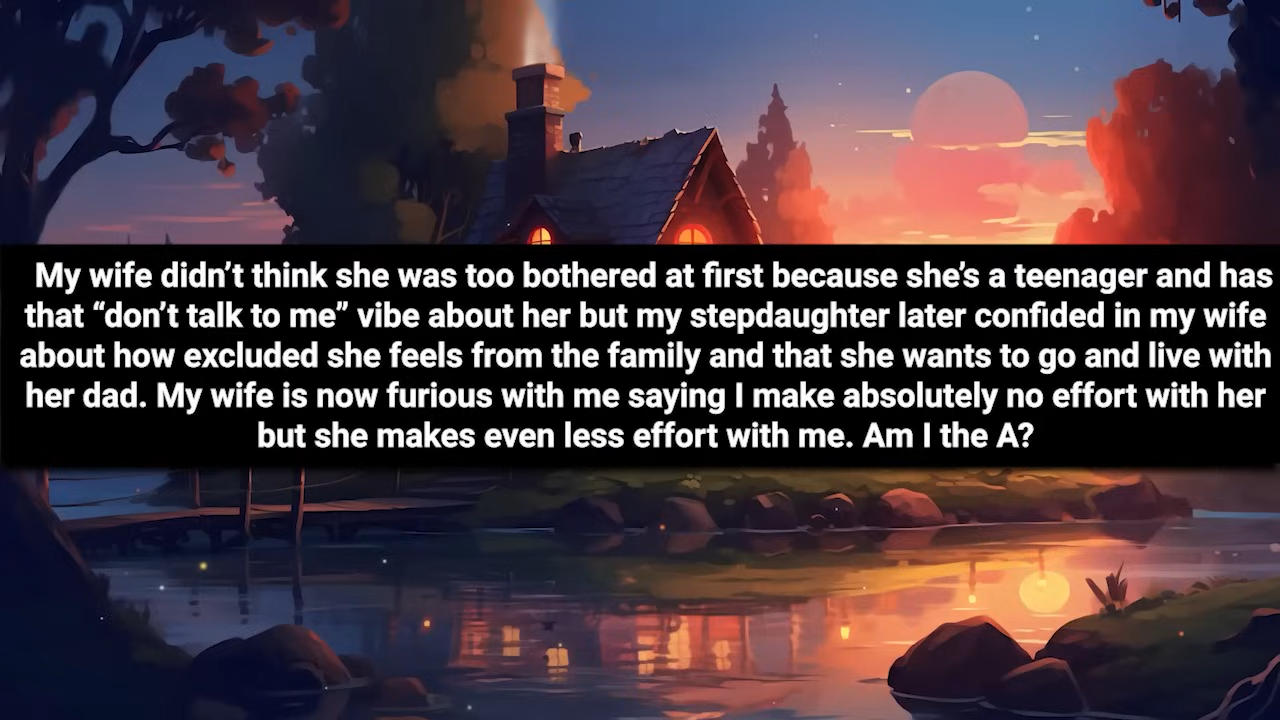 My wife didn’t think she was too bothered at first because she’s a teenager and has
that “don’t talk to me” vibe about her but my stepdaughter later confided in my wife
about how excluded she feels from the family and that she wants to go and live with
her dad. My wife is now furious with me saying I make absolutely no effort with her
but she makes even less effort with me. Am I the A?